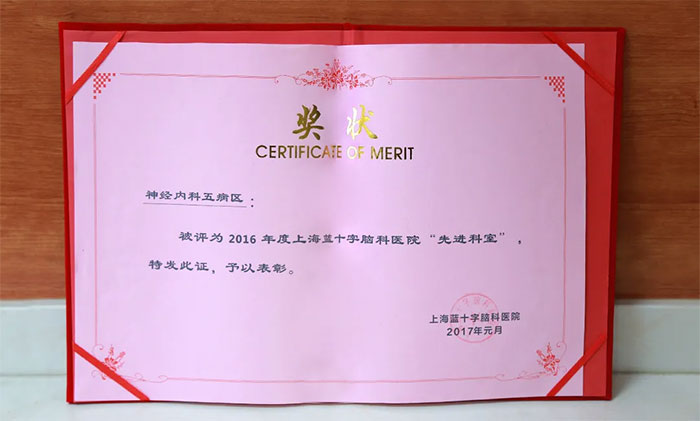 奖状
CERTIFICATE OF MERIT
神经内科五病区：
被评为2016年度上海蓝十字脑科医院“先进科室”，
特发此证，予以表彰。
上海蓝十字脑科医院
2017年元月